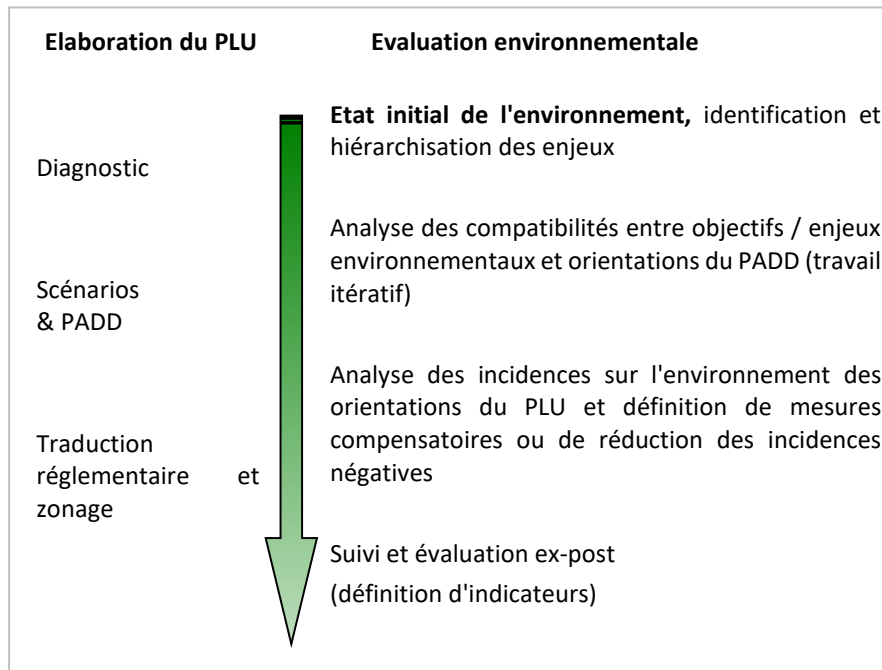 Elaboration du PLU
Evaluation environnementale
Diagnostic
Scénarios
& PADD
Traduction
réglementaire et
zonage
Etat initial de l'environnement, identification et
hiérarchisation des enjeux
Analyse des compatibilités entre objectifs / enjeux
environnementaux et orientations du PADD (travail
itératif)
Analyse des incidences sur l'environnement des
orientations du PLU et définition de mesures
compensatoires ou de réduction des incidences
négatives
Suivi et évaluation ex-post
(définition d'indicateurs)